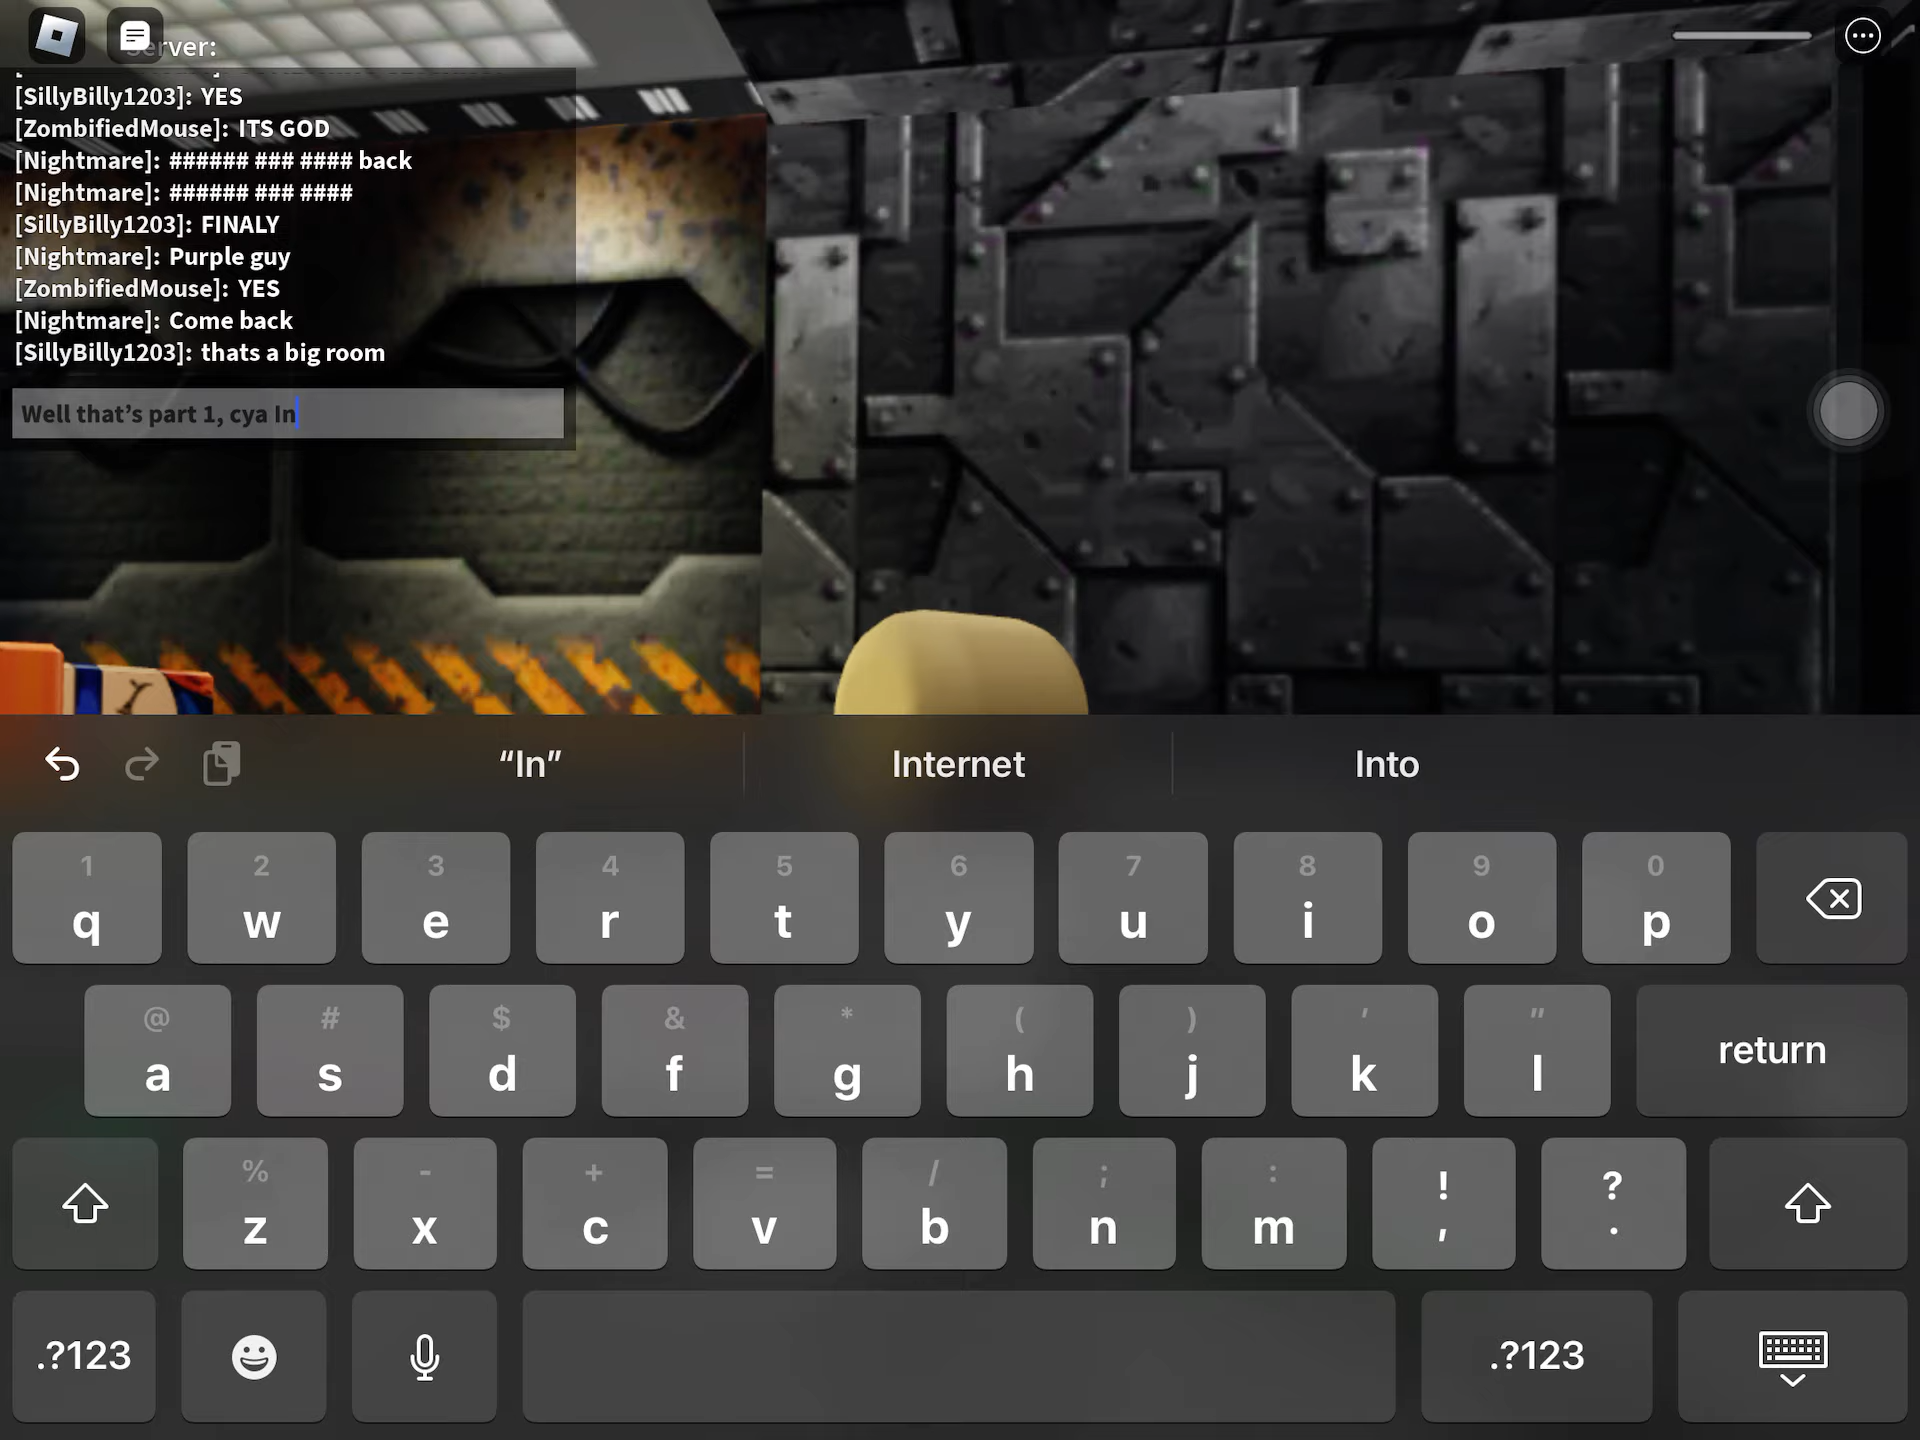 Server:
[SillyBilly1203]: YES
[ZombifiedMouse]: ITS GOD
[Nightmare]: ###### ### #### back
[Nightmare]: ###### ### ####
[SillyBilly1203]: FINALY
[Nightmare]: Purple guy
[ZombifiedMouse]: YES
[Nightmare]: Come back
[SillyBilly1203]: thats a big room
Well that’s part 1, cya In
“In” Internet Into
1 2 3 4 5 6 7 8 9 0
q w e r t y u i o p
@ # $ & * ( ) ' "
a s d f g h j k l return
% - + = / ; : ! ?
z x c v b n m , .
.?123 .?123